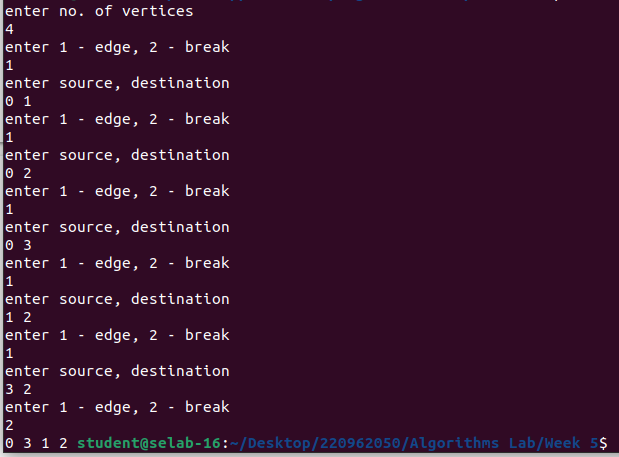 enter no. of vertices
4
enter 1 - edge, 2 - break
1
enter source, destination
0 1
enter 1 - edge, 2 - break
1
enter source, destination
0 2
enter 1 - edge, 2 - break
1
enter source, destination
0 3
enter 1 - edge, 2 - break
1
enter source, destination
1 2
enter 1 - edge, 2 - break
1
enter source, destination
3 2
enter 1 - edge, 2 - break
2
0 3 1 2 student@selab-16:~/Desktop/220962050/Algorithms Lab/Week 5$